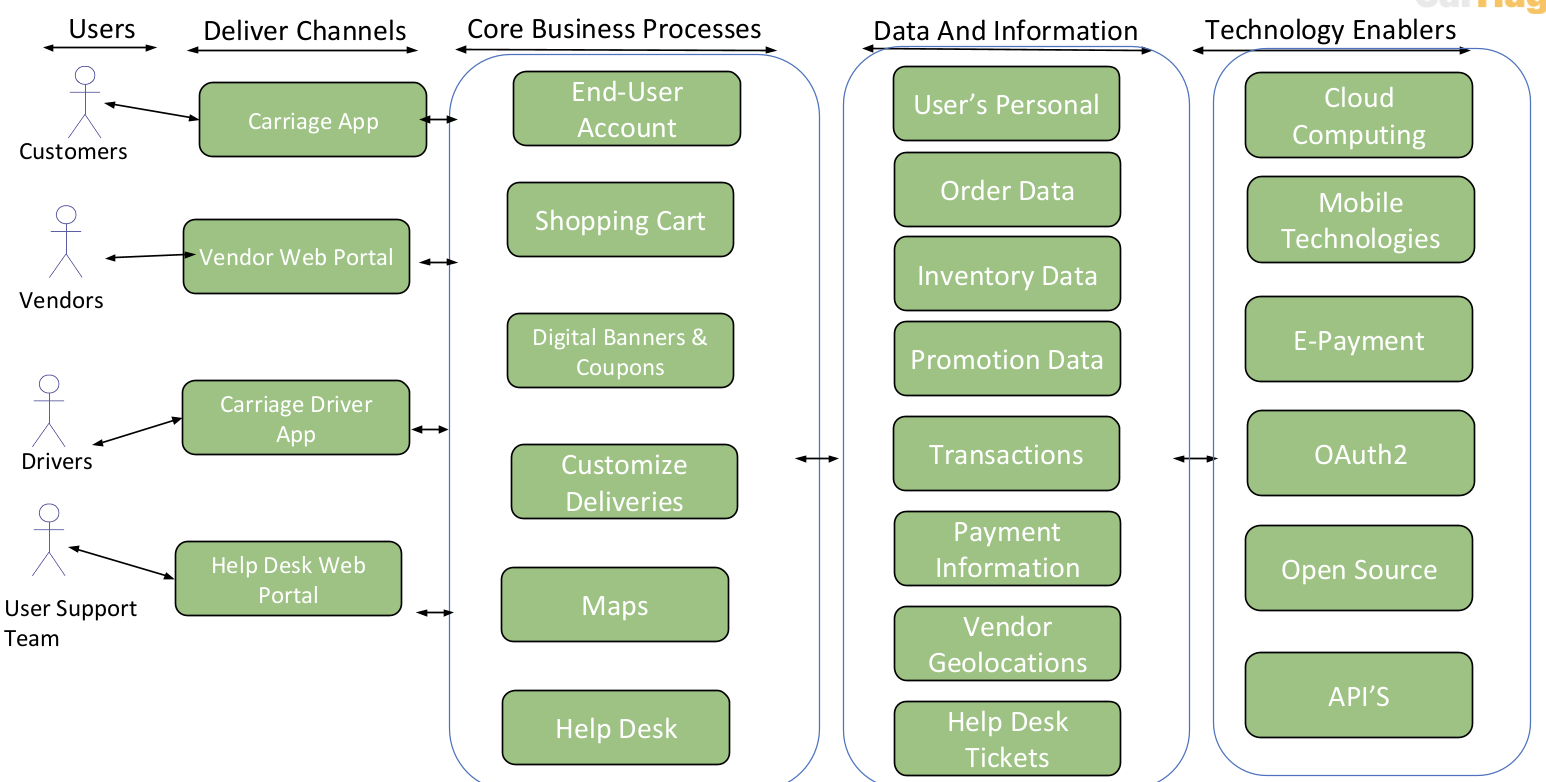 Users
Deliver Channels
Core Business Processes
Data And Information
Technology Enablers
Customers
Vendors
Drivers
User Support
Team
Carriage App
Vendor Web Portal
Carriage Driver
App
Help Desk Web
Portal
End-User
Account
Shopping Cart
Digital Banners &
Coupons
Customize
Deliveries
Maps
Help Desk
User’s Personal
Order Data
Inventory Data
Promotion Data
Transactions
Payment
Information
Vendor
Geolocations
Help Desk
Tickets
Cloud
Computing
Mobile
Technologies
E-Payment
OAuth2
Open Source
API’S